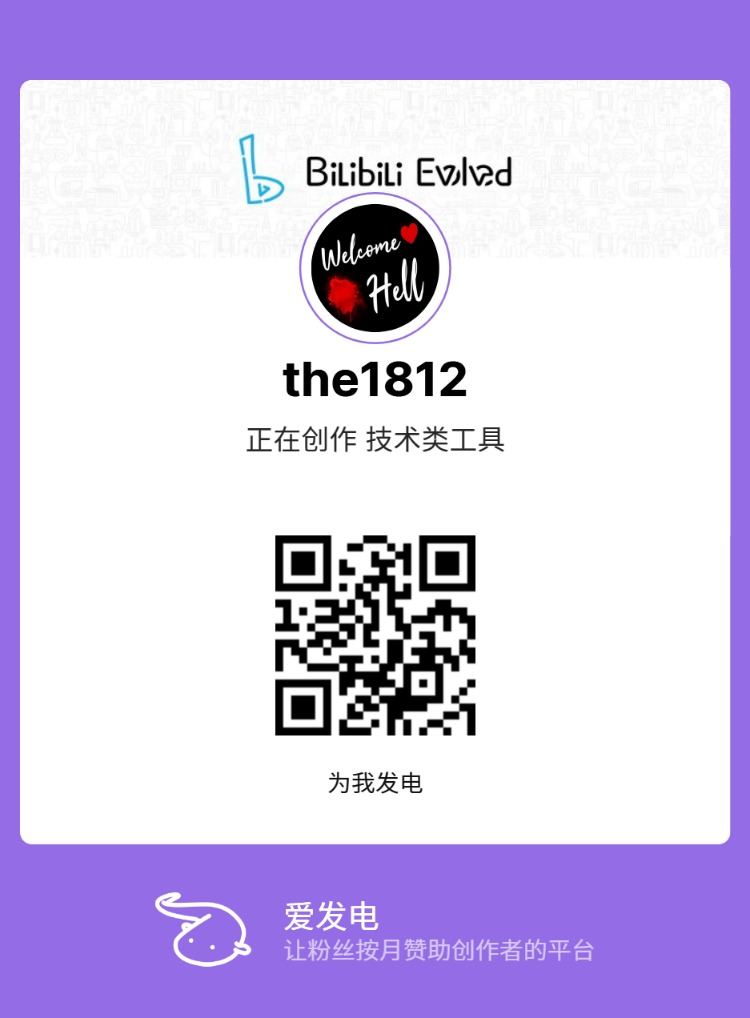 Bilibili Evolved
Welcome
Hell
the1812
正在创作 技术类工具
为我发电
爱发电
让粉丝按月赞助创作者的平台